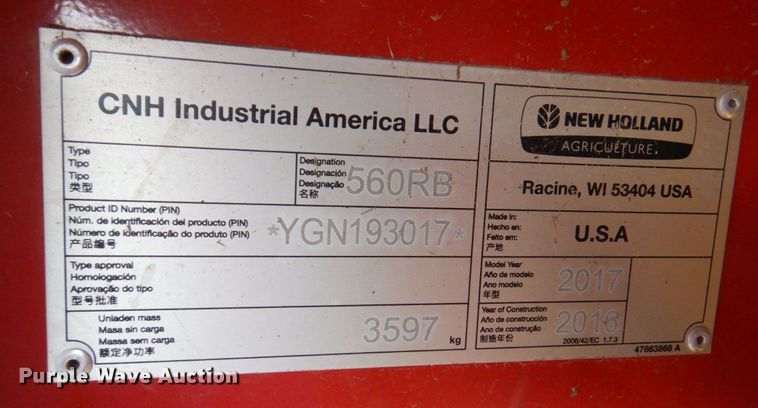 CNH Industrial America LLC
NEW HOLLAND
AGRICULTURE
Racine, WI 53404 USA
Type
Tipo
Tipo
类型
Designation
Designación
Designação
名称
560RB
Product ID Number (PIN)
Núm. de identificación del producto (PIN)
Número de identificação do produto (PIN)
产品编号
*YGN193017*
Made In:
Hecho en:
Feito em:
产地
U.S.A
Type approval
Homologación
Aprovação do tipo
型号批准
Model Year
Año de modelo
Ano modelo
年型
2017
Unladen mass
Masa sin carga
Massa sem carga
额定净功率
3597 kg
Year of Construction
Año de construcción
Ano de construção
制造年份
2016
2006/42/EC 1.7.3
47663868 A
Purple Wave Auction